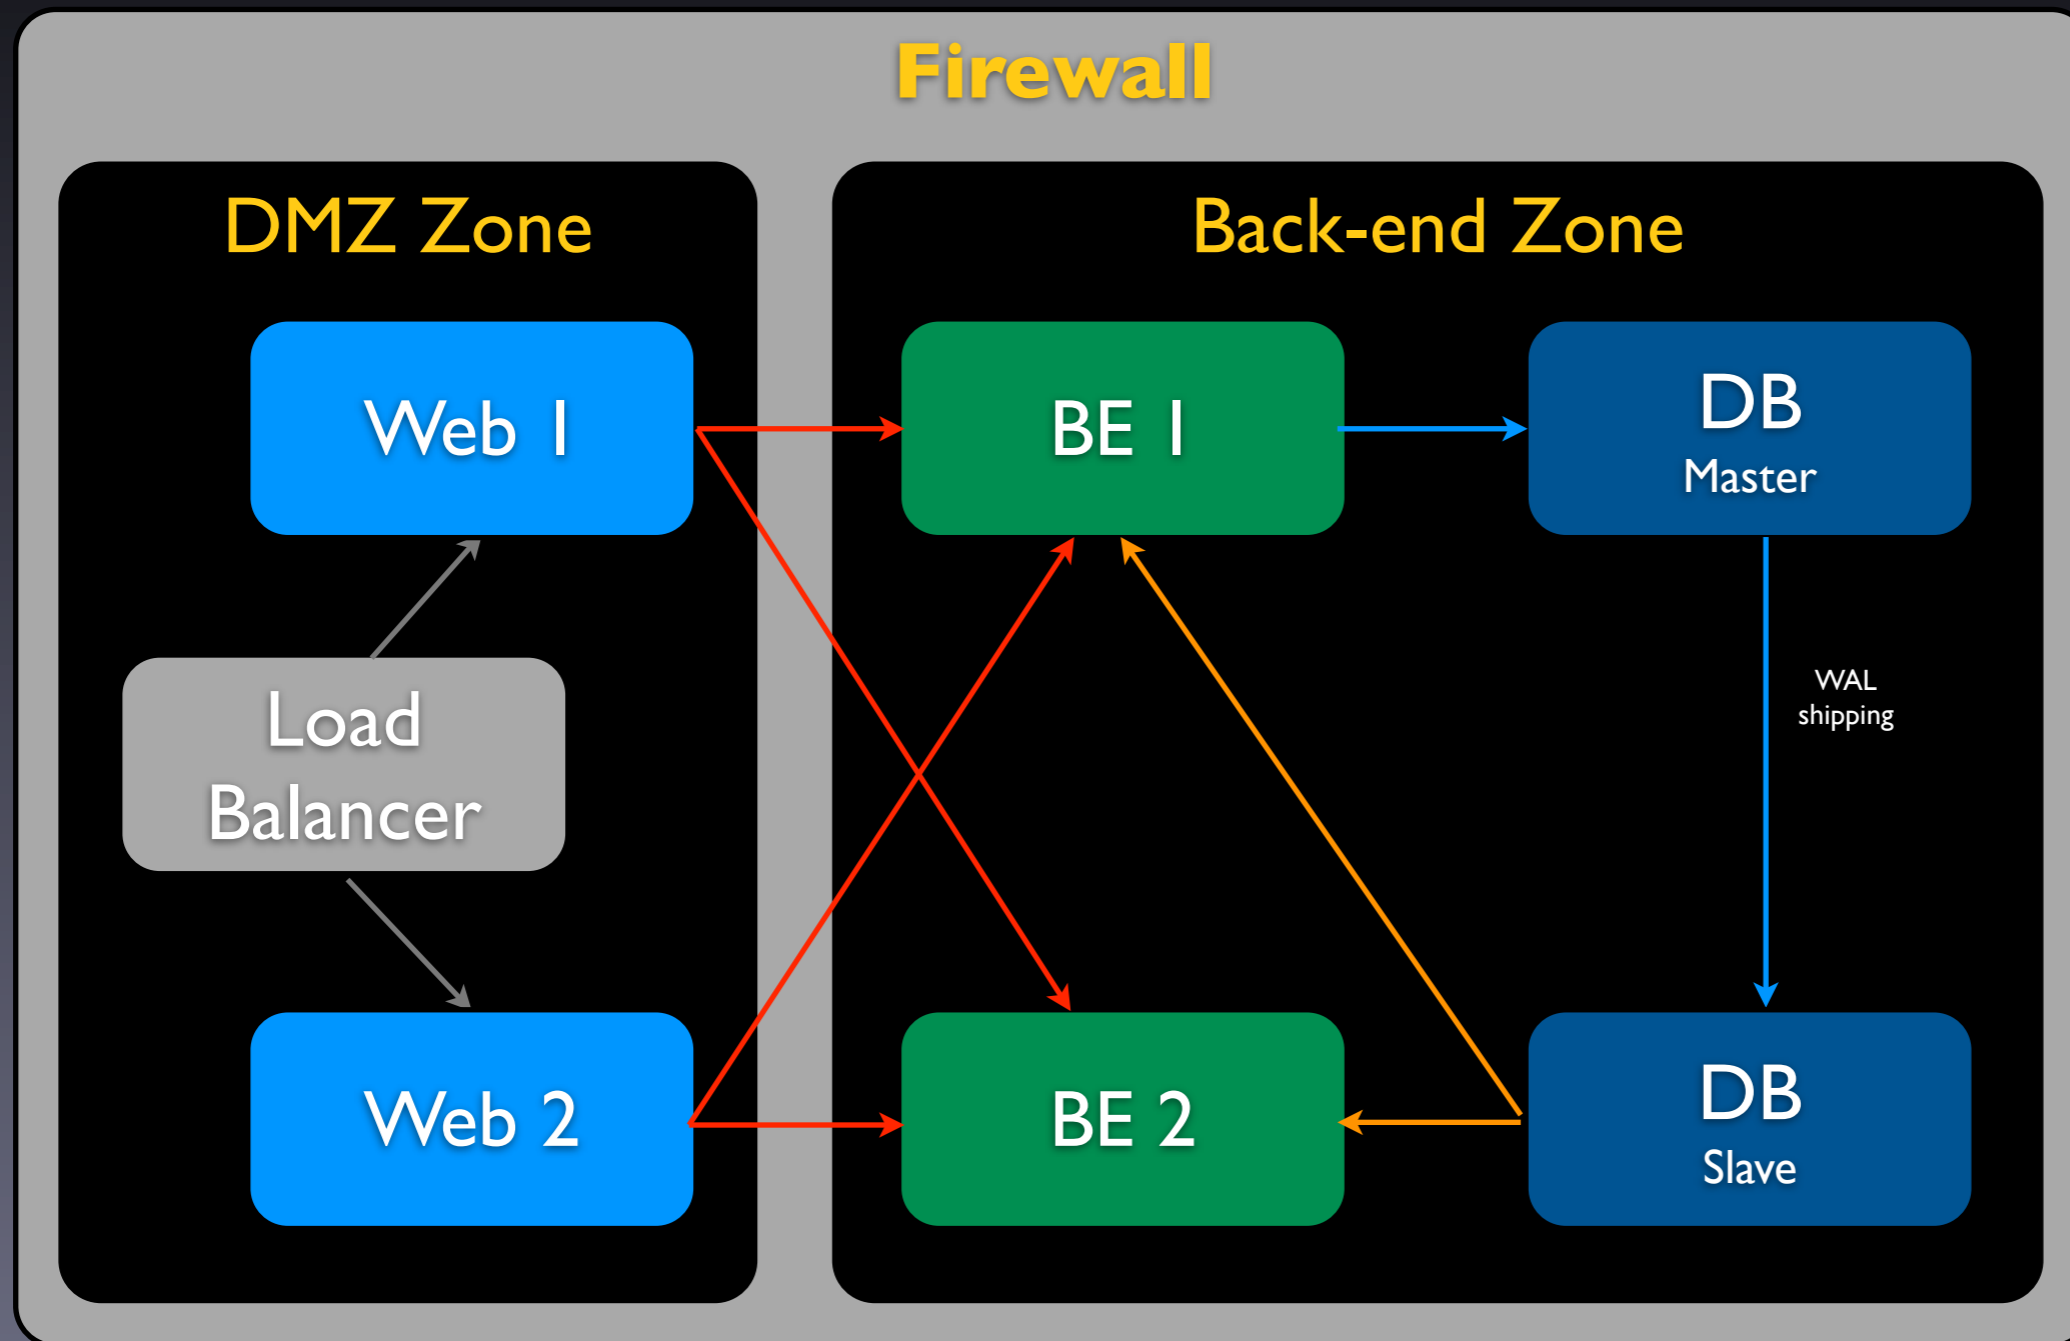 Firewall
DMZ Zone
Back-end Zone
Web 1
BE 1
DB
Master
Load
Balancer
WAL
shipping
Web 2
BE 2
DB
Slave